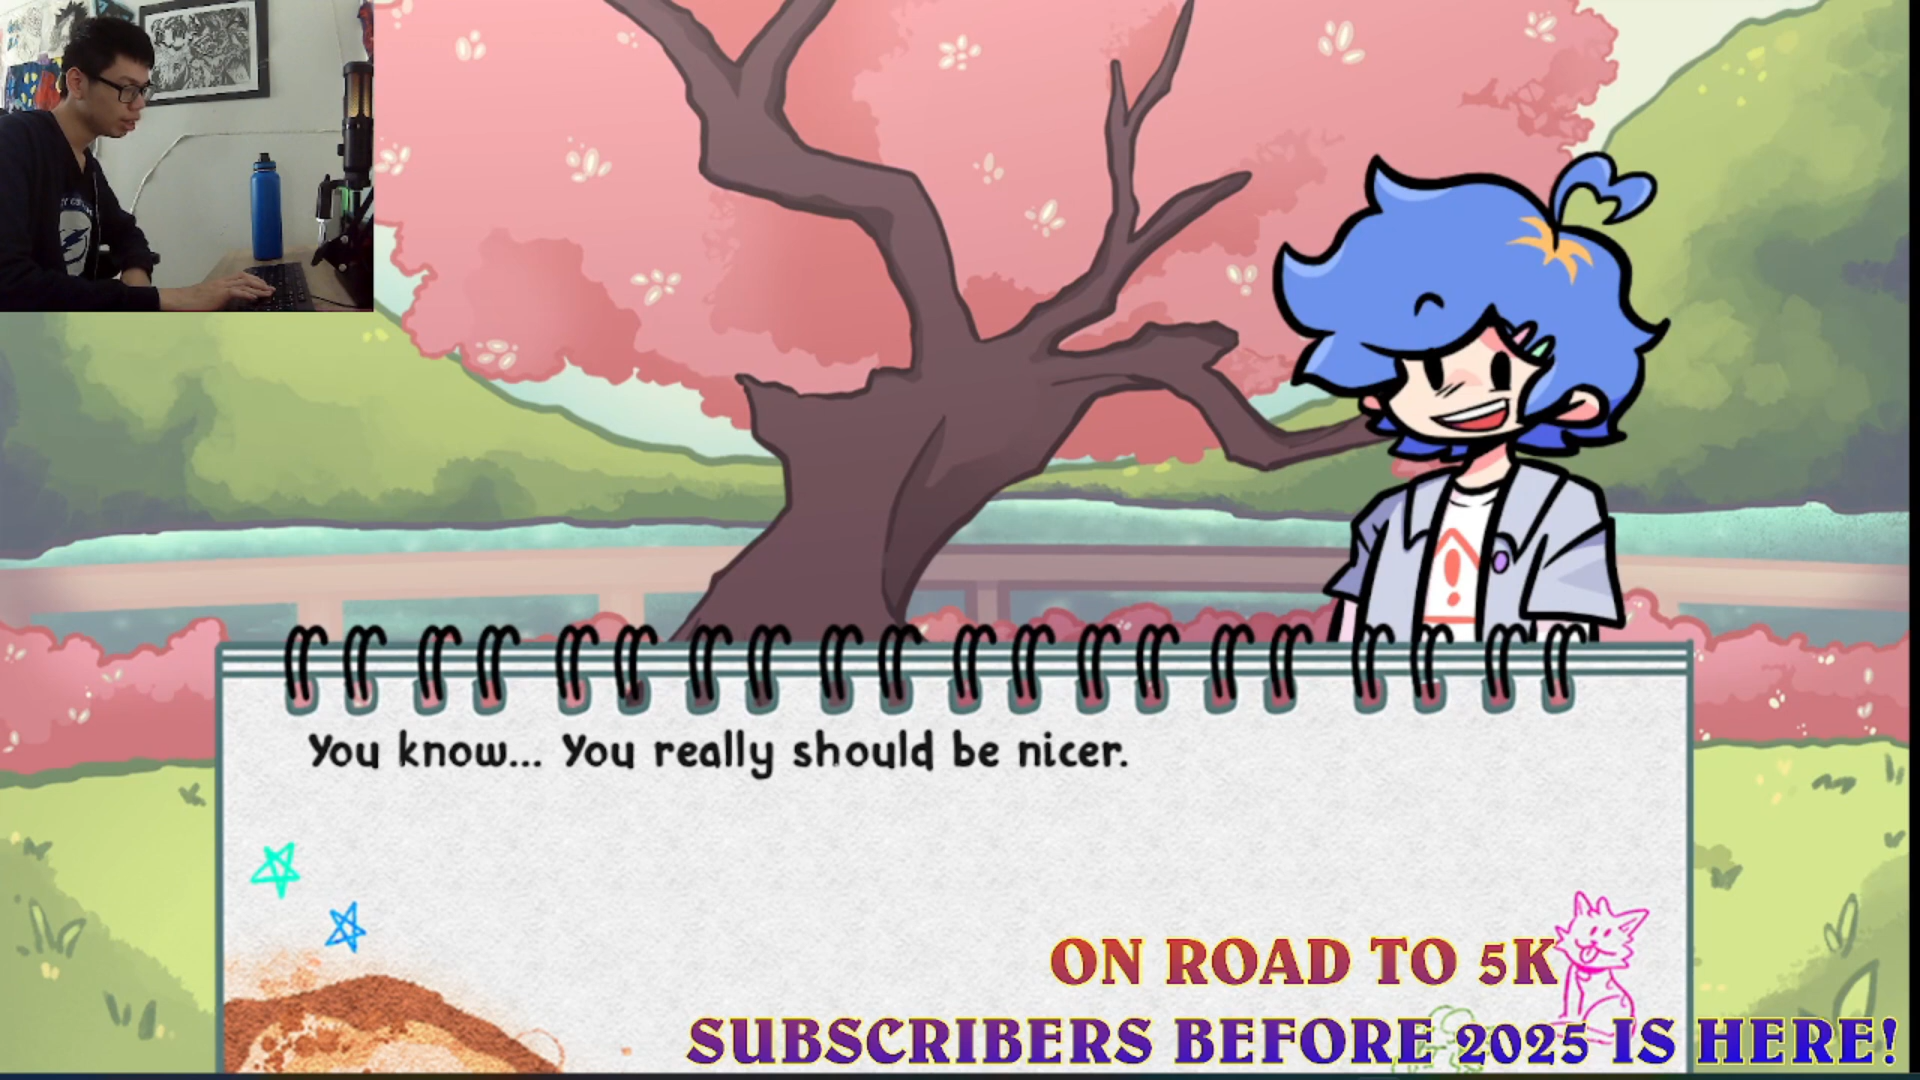 You know... You really should be nicer.
ON ROAD TO 5K
SUBSCRIBERS BEFORE 2025 IS HERE!